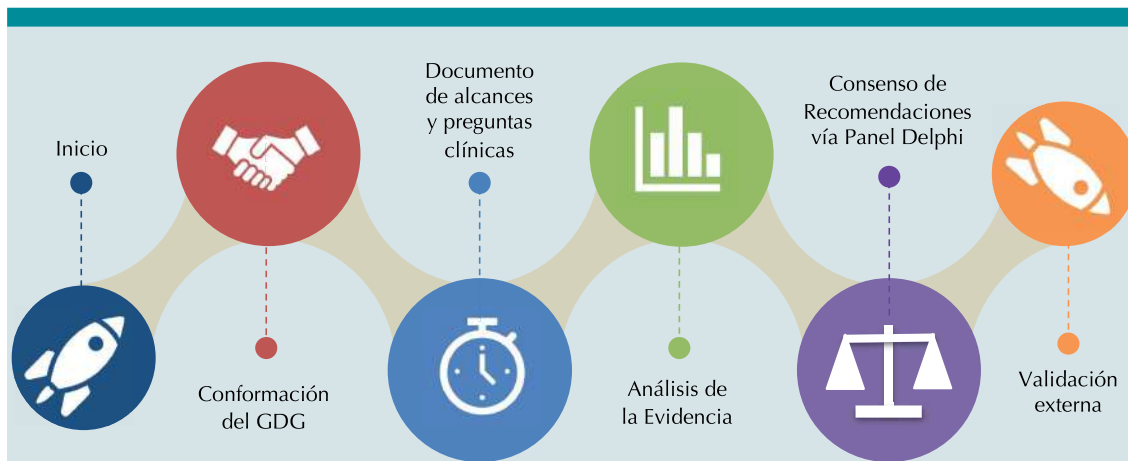 Inicio
Conformación
del GDG
Documento
de alcances
y preguntas
clínicas
Análisis de
la Evidencia
Consenso de
Recomendaciones
vía Panel Delphi
Validación
externa